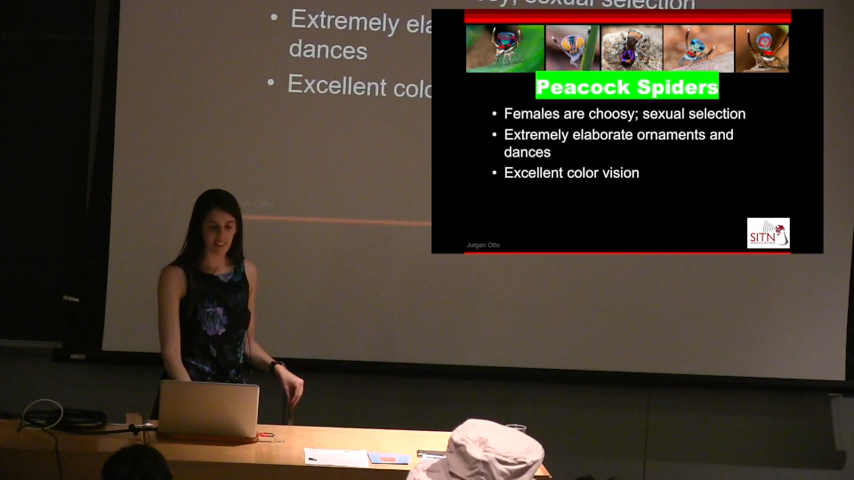 sexual selection
• Extremely ela
dances
• Excellent colo
Otto
Peacock Spiders
• Females are choosy; sexual selection
• Extremely elaborate ornaments and
dances
• Excellent color vision
SITN
Jurgen Otto